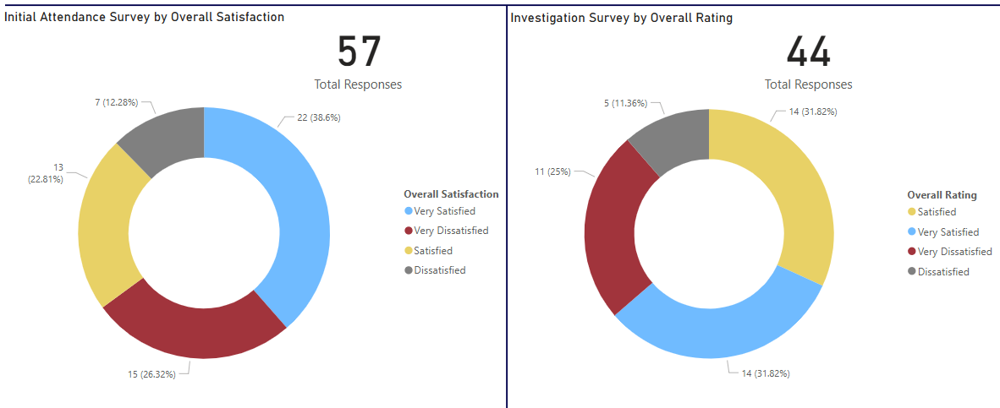 Initial Attendance Survey by Overall Satisfaction
57
Total Responses
7 (12.28%)
22 (38.6%)
13
(22.81%)
15 (26.32%)
Overall Satisfaction
Very Satisfied
Very Dissatisfied
Satisfied
Dissatisfied
Investigation Survey by Overall Rating
44
Total Responses
5 (11.36%)
14 (31.82%)
11 (25%)
14 (31.82%)
Overall Rating
Satisfied
Very Satisfied
Very Dissatisfied
Dissatisfied